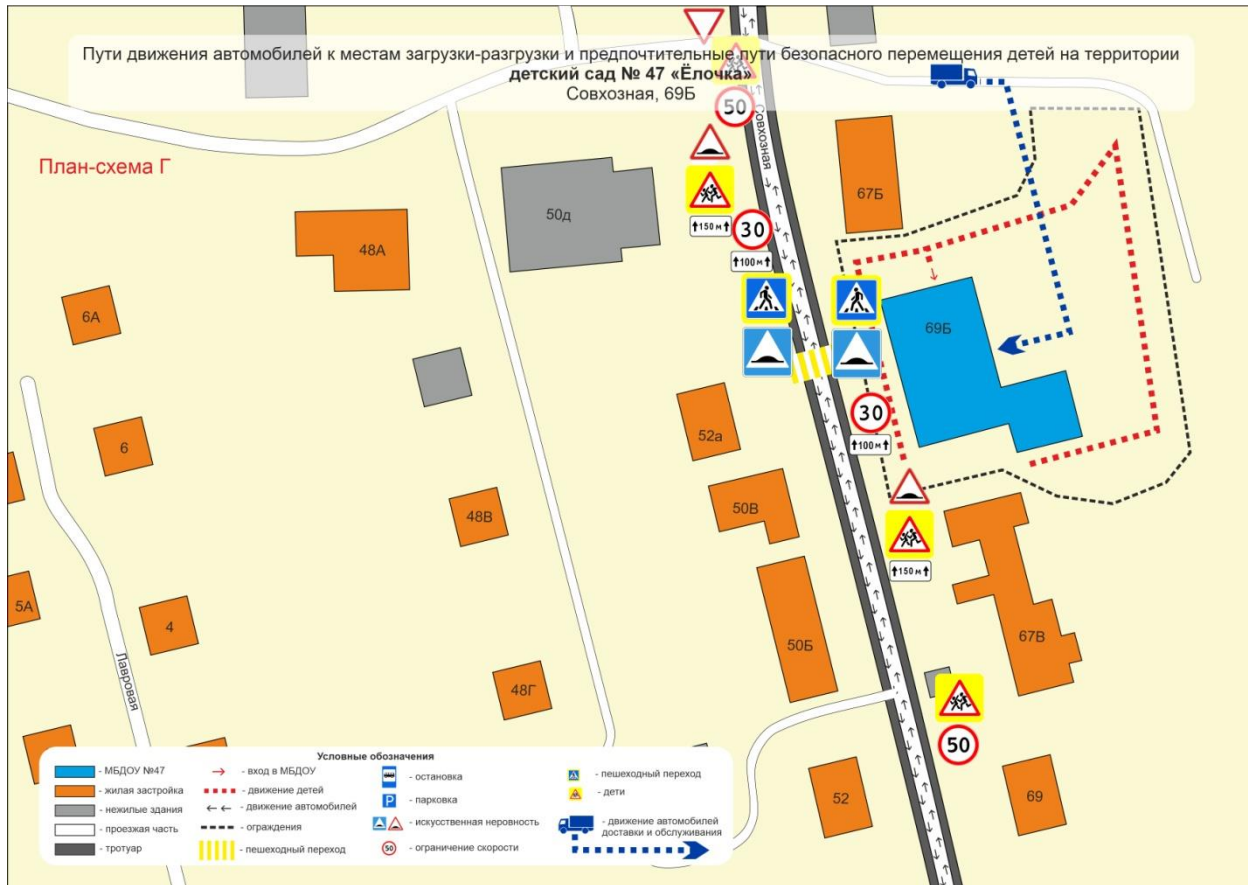 Пути движения автомобилей к местам загрузки-разгрузки и предпочтительные пути безопасного перемещения детей на территории
детский сад № 47 «Ёлочка»
Совхозная, 69Б
50
Совхозная
План-схема Г
67Б
50д
150 м
30
100 м
48А
6А
69Б
30
100 м
52а
6
50В
48В
150 м
5А
4
50Б
67В
Лавровая
48Г
50
52
69
Условные обозначения
- МБДОУ №47
- жилая застройка
- нежилые здания
- проезжая часть
- тротуар
- вход в МБДОУ
- движение детей
- движение автомобилей
- ограждения
- пешеходный переход
- остановка
P - парковка
- искусственная неровность
50 - ограничение скорости
- пешеходный переход
- дети
- движение автомобилей
доставки и обслуживания